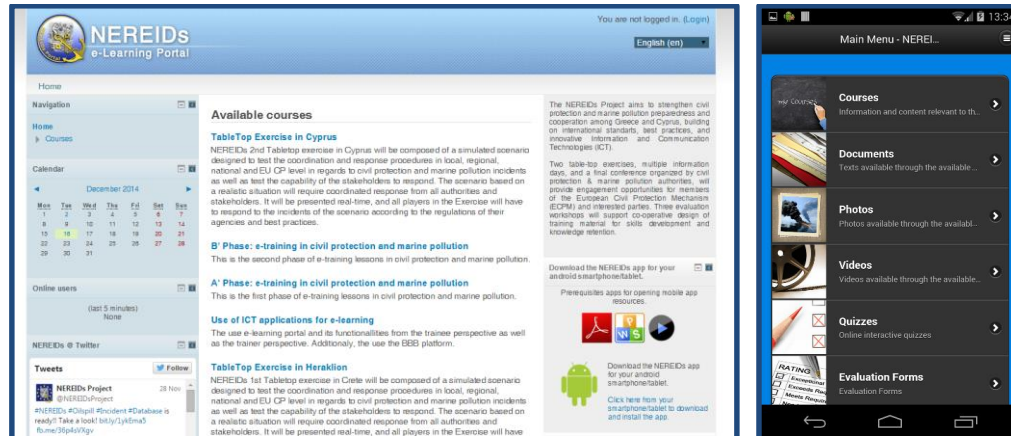 You are not logged in. (Login)
NEREIDs
e-Learning Portal
English (en)
Home
Navigation
Home
Courses
Calendar
December 2014
Mon Tue Wed Thu Fri Sat Sun
1 2 3 4 5 6 7
8 9 10 11 12 13 14
15 16 17 18 19 20 21
22 23 24 25 26 27 28
29 30 31
Online users
(last 5 minutes)
None
NEREIDs @ Twitter
Tweets
Follow
NEREIDs Project
28 Nov
@NEREIDsProject
#NEREIDs #Oilspill #Incident #Database is
ready!! Take a look! bit.ly/1ykEma5
fb.me/36p4sVXgv
Available courses
TableTop Exercise in Cyprus
NEREIDs 2nd Tabletop exercise in Cyprus will be composed of a simulated scenario
designed to test the coordination and response procedures in local, regional,
national and EU CP level in regards to civil protection and marine pollution incidents
as well as test the capability of the stakeholders to respond. The scenario based on
a realistic situation will require coordinated response from all authorities and
stakeholders. It will be presented real-time, and all players in the Exercise will have
to respond to the incidents of the scenario according to the regulations of their
agencies and best practices.
B' Phase: e-training in civil protection and marine pollution
This is the second phase of e-training lessons in civil protection and marine pollution.
A' Phase: e-training in civil protection and marine pollution
This is the first phase of e-training lessons in civil protection and marine pollution.
Use of ICT applications for e-learning
The use e-learning portal and its functionallities from the trainee perspective as well
as the trainer perspective. Additionaly, the use the BBB platform.
TableTop Exercise in Heraklion
NEREIDs 1st Tabletop exercise in Crete will be composed of a simulated scenario
designed to test the coordination and response procedures in local, regional,
national and EU CP level in regards to civil protection and marine pollution incidents
as well as test the capability of the stakeholders to respond. The scenario based on
a realistic situation will require coordinated response from all authorities and
stakeholders. It will be presented real-time, and all players in the Exercise will have
The NEREIDs Project aims to strengthen civil
protection and marine pollution preparedness and
cooperation among Greece and Cyprus, building
on international standarts, best practices, and
innovative Information and Communication
Technologies (ICT).
Two table-top exercises, multiple information
days, and a final conference organized by civil
protection & marine pollution authorities, will
provide engagement opportunities for members
of the European Civil Protection Mechanism
(ECPM) and interested parties. Three evaluation
workshops will support co-operative design of
training material for skills development and
knowledge retention.
Download the NEREIDs app for your
android smartphone/tablet.
Prerequisites apps for opening mobile app
resources.
W P S
Download the NEREIDs app
for your android
smartphone/tablet.
Click here from your
smartphone/tablet to download
and install the app.
13:34
Main Menu - NEREI...
my Courses
Courses
Information and content relevant to th..
Documents
Texts available through the available ...
Photos
Photos available through the availabl...
Videos
Videos available through the available...
Quizzes
Online interactive quizzes
RATING
Exceptional
Exceeds Req
Meets Requir
Evaluation Forms
Evaluation Forms